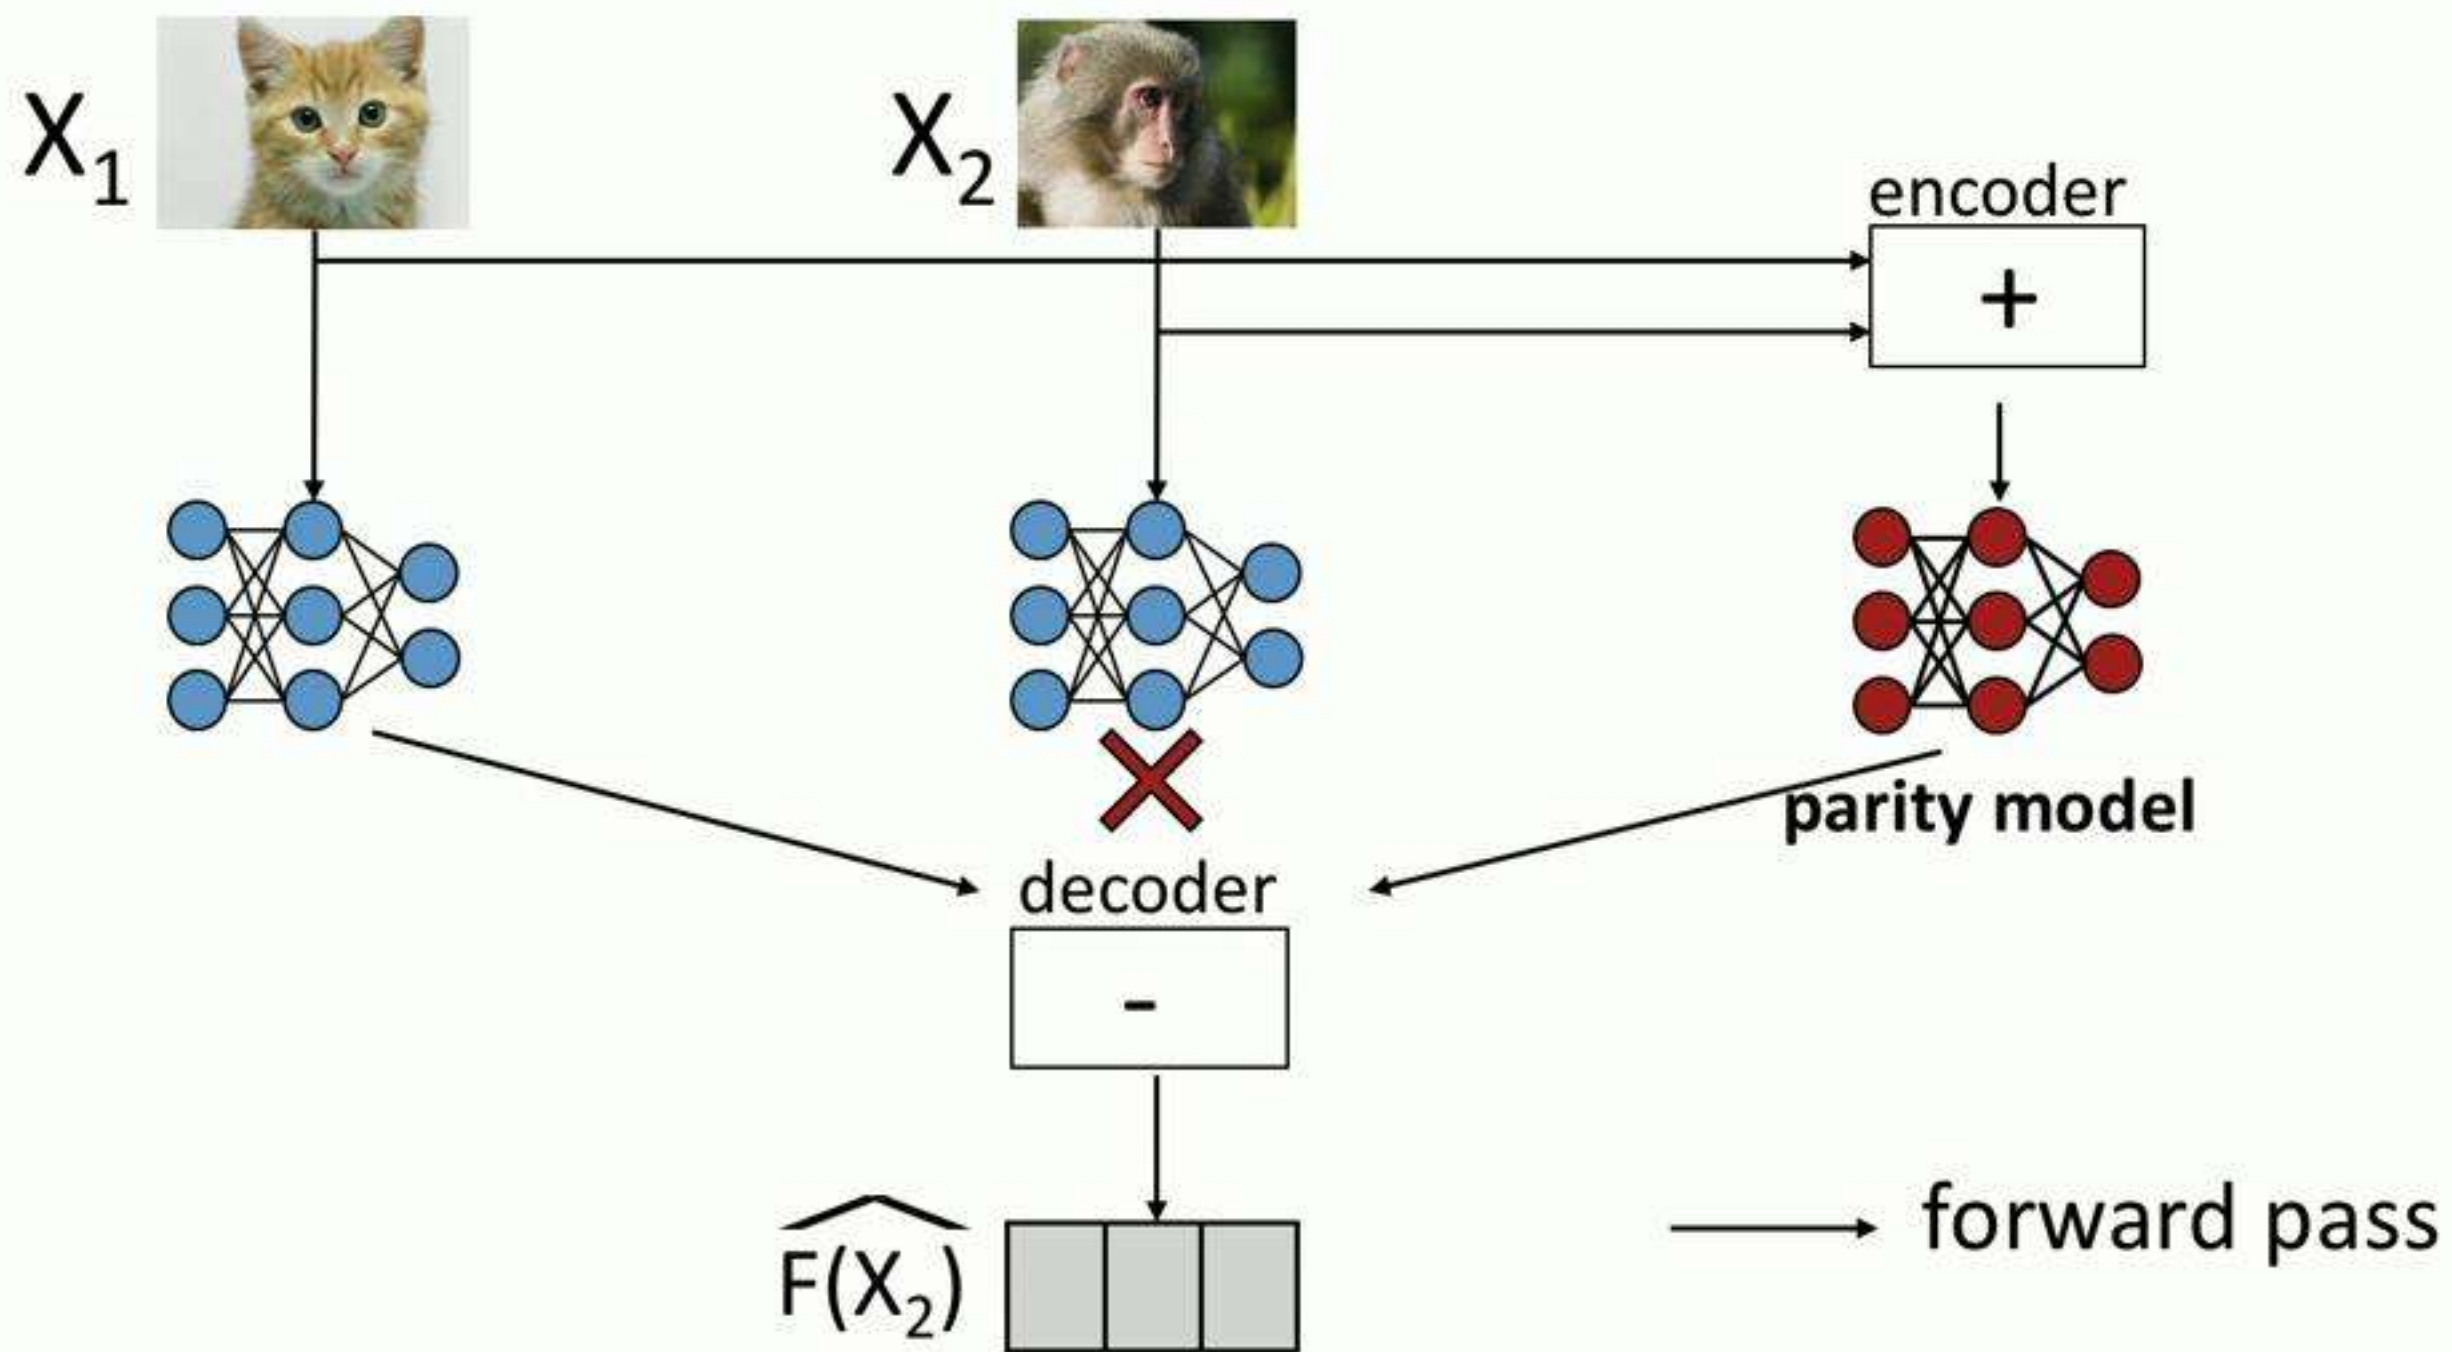 X₁
X₂
encoder
+
parity model
decoder
-
F(X₂)^
forward pass